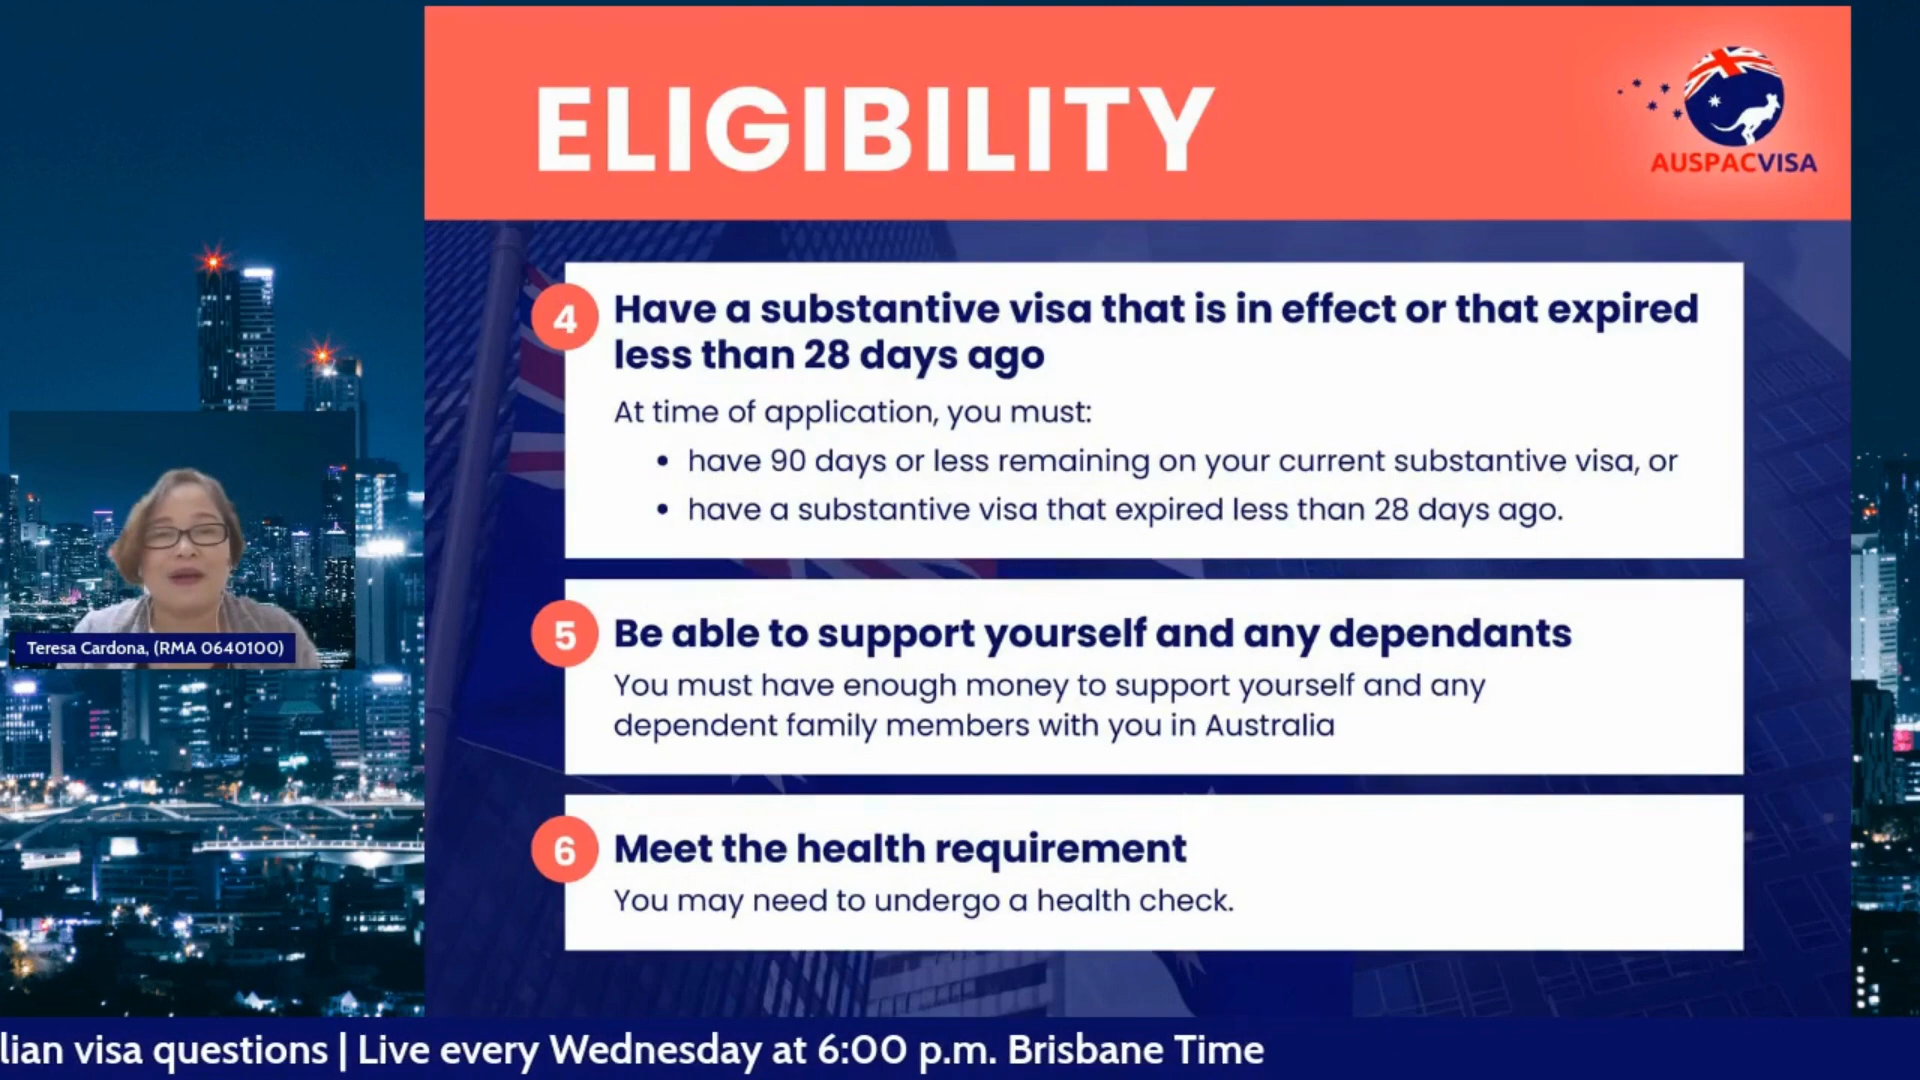 ELIGIBILITY
AUSPACVISA
4
Have a substantive visa that is in effect or that expired
less than 28 days ago
At time of application, you must:
• have 90 days or less remaining on your current substantive visa, or
• have a substantive visa that expired less than 28 days ago.
5
Be able to support yourself and any dependants
You must have enough money to support yourself and any
dependent family members with you in Australia
6
Meet the health requirement
You may need to undergo a health check.
Teresa Cardona, (RMA 0640100)
lian visa questions | Live every Wednesday at 6:00 p.m. Brisbane Time